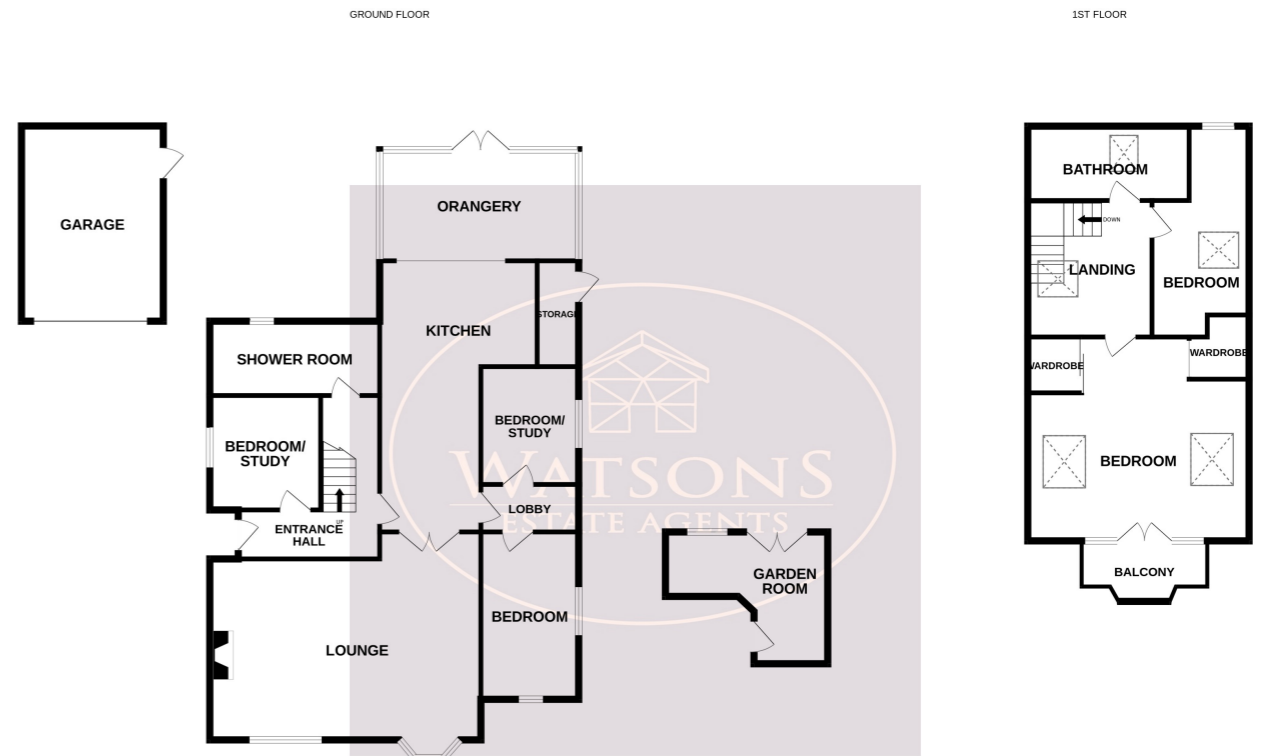 GROUND FLOOR
1ST FLOOR
GARAGE
ORANGERY
KITCHEN
STORAGE
SHOWER ROOM
BEDROOM/
STUDY
BEDROOM/
STUDY
LOBBY
UP
ENTRANCE
HALL
BEDROOM
LOUNGE
WATSONS
ESTATE AGENTS
GARDEN
ROOM
BATHROOM
DOWN
LANDING
BEDROOM
WARDROBE
WARDROBE
BEDROOM
BALCONY